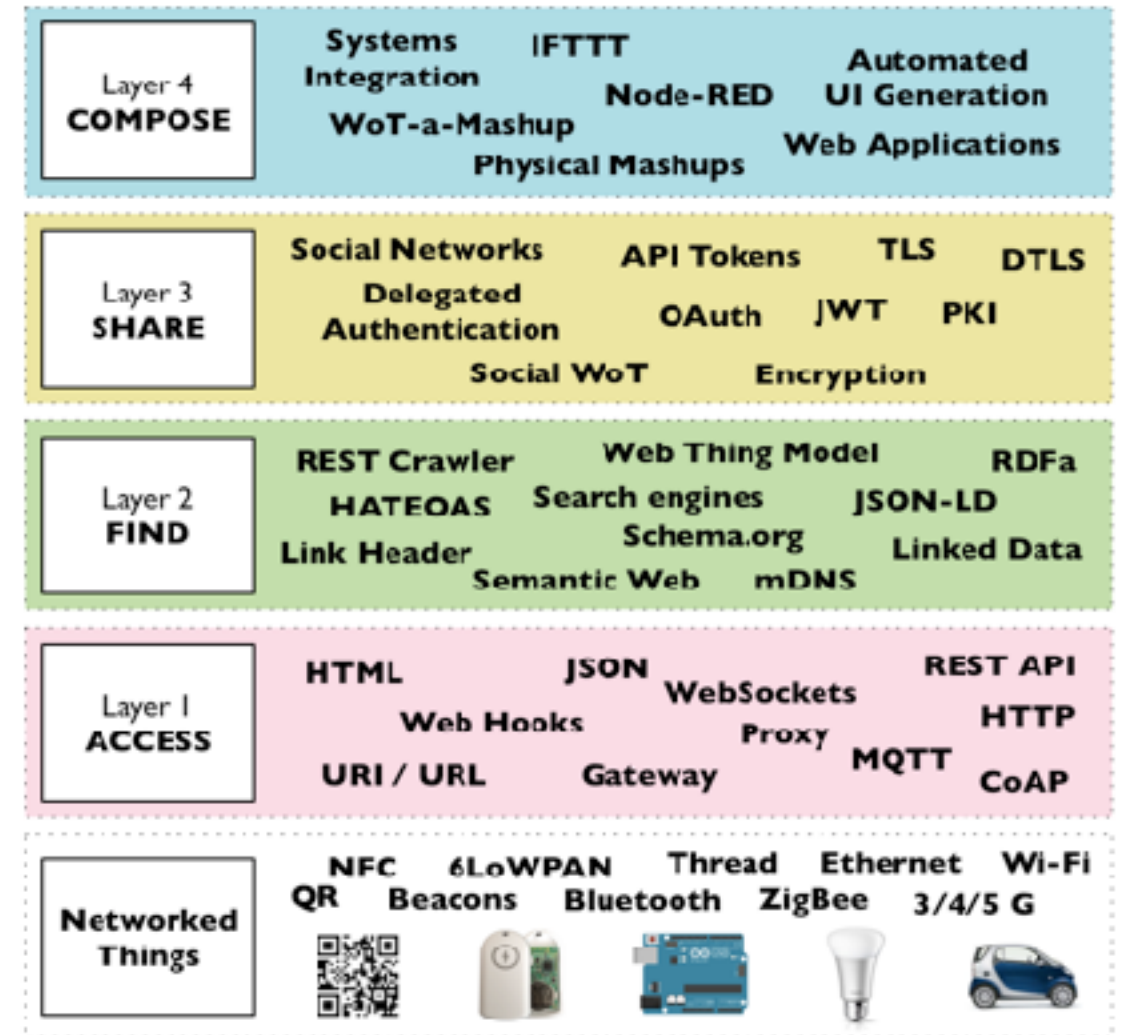 Layer 4
COMPOSE
Systems
Integration
IFTTT
Node-RED
Automated
UI Generation
WoT-a-Mashup
Physical Mashups
Web Applications
Layer 3
SHARE
Social Networks
API Tokens
TLS
DTLS
Delegated
Authentication
OAuth
JWT
PKI
Social WoT
Encryption
Layer 2
FIND
REST Crawler
Web Thing Model
RDFa
HATEOAS
Search engines
JSON-LD
Schema.org
Link Header
Linked Data
Semantic Web
mDNS
Layer 1
ACCESS
HTML
JSON
REST API
WebSockets
Web Hooks
Proxy
HTTP
URI / URL
Gateway
MQTT
CoAP
Networked
Things
NFC
6LoWPAN
Thread
Ethernet
Wi-Fi
QR
Beacons
Bluetooth
ZigBee
3/4/5 G